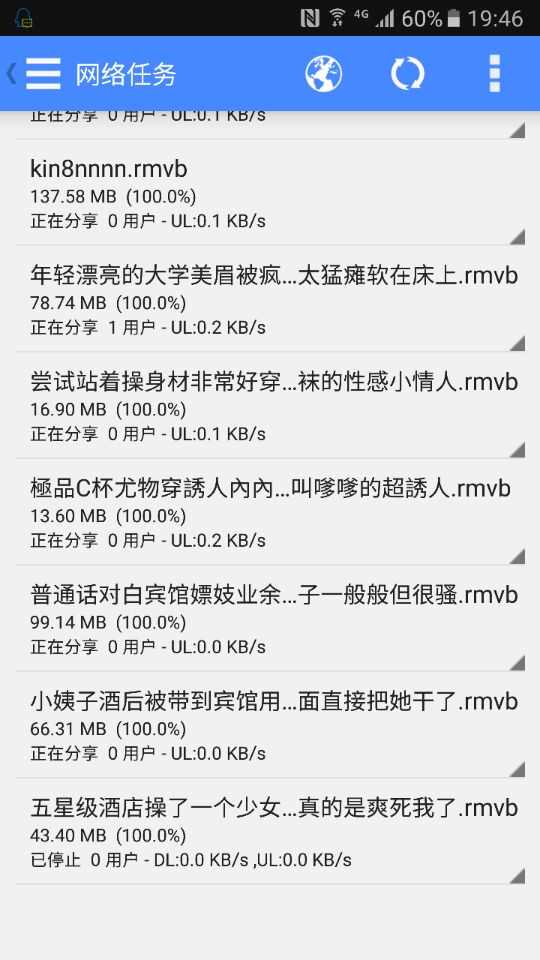 4G 60% 19:46
网络任务
正在分享 0 用户 - UL:0.1 KB/s
kin8nnnn.rmvb
137.58 MB (100.0%)
正在分享 0 用户 - UL:0.1 KB/s
年轻漂亮的大学美眉被疯...太猛瘫软在床上.rmvb
78.74 MB (100.0%)
正在分享 1 用户 - UL:0.2 KB/s
尝试站着操身材非常好穿...袜的性感小情人.rmvb
16.90 MB (100.0%)
正在分享 0 用户 - UL:0.1 KB/s
極品C杯尤物穿誘人內內...叫嗲嗲的超誘人.rmvb
13.60 MB (100.0%)
正在分享 0 用户 - UL:0.2 KB/s
普通话对白宾馆嫖妓业余...子一般般但很骚.rmvb
99.14 MB (100.0%)
正在分享 0 用户 - UL:0.0 KB/s
小姨子酒后被带到宾馆用...面直接把她干了.rmvb
66.31 MB (100.0%)
正在分享 0 用户 - UL:0.0 KB/s
五星级酒店操了一个少女...真的是爽死我了.rmvb
43.40 MB (100.0%)
已停止 0 用户 - DL:0.0 KB/s ,UL:0.0 KB/s